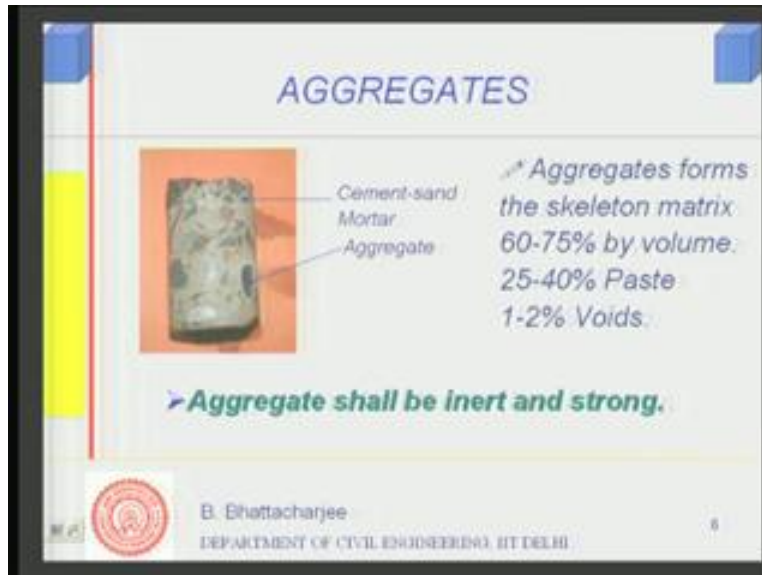 AGGREGATES
Cement-sand
Mortar
Aggregate
Aggregates forms
the skeleton matrix
60-75% by volume.
25-40% Paste
1-2% Voids.
Aggregate shall be inert and strong.
B. Bhattacharjee
6
DEPARTMENT OF CIVIL ENGINEERING, IIT DELHI